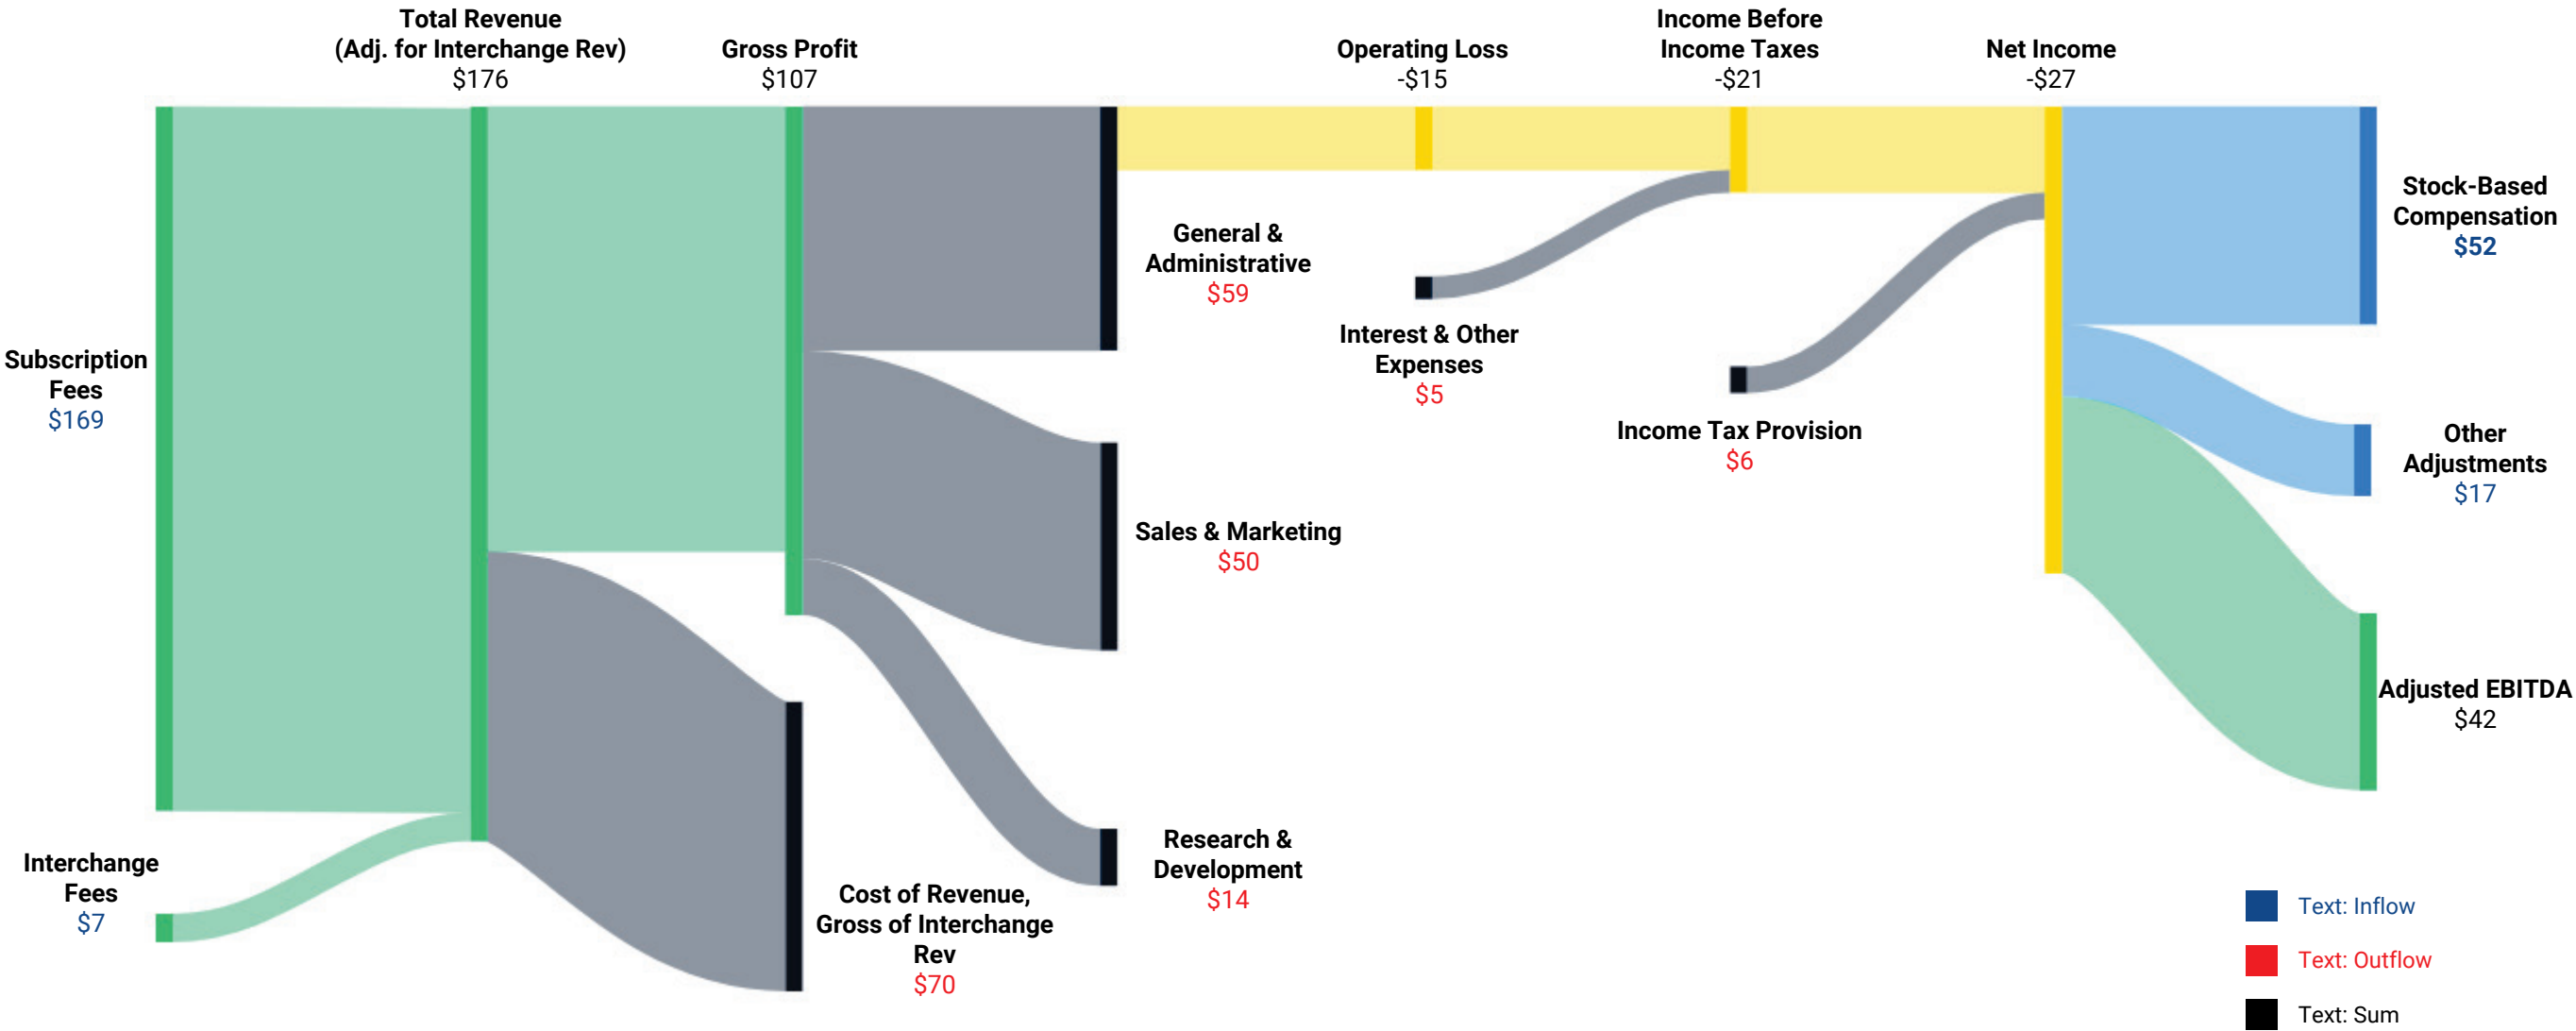 Total Revenue
(Adj. for Interchange Rev)
$176
Gross Profit
$107
Operating Loss
-$15
Income Before
Income Taxes
-$21
Net Income
-$27
Subscription
Fees
$169
Interchange
Fees
$7
General &
Administrative
$59
Sales & Marketing
$50
Research &
Development
$14
Cost of Revenue,
Gross of Interchange
Rev
$70
Interest & Other
Expenses
$5
Income Tax Provision
$6
Stock-Based
Compensation
$52
Other
Adjustments
$17
Adjusted EBITDA
$42
Text: Inflow
Text: Outflow
Text: Sum